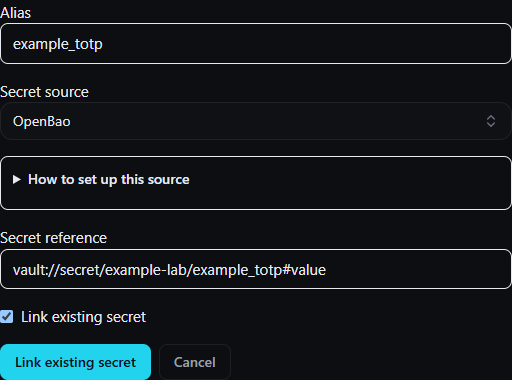 Alias
example_totp
Secret source
OpenBao
How to set up this source
Secret reference
vault://secret/example-lab/example_totp#value
Link existing secret
Link existing secret
Cancel